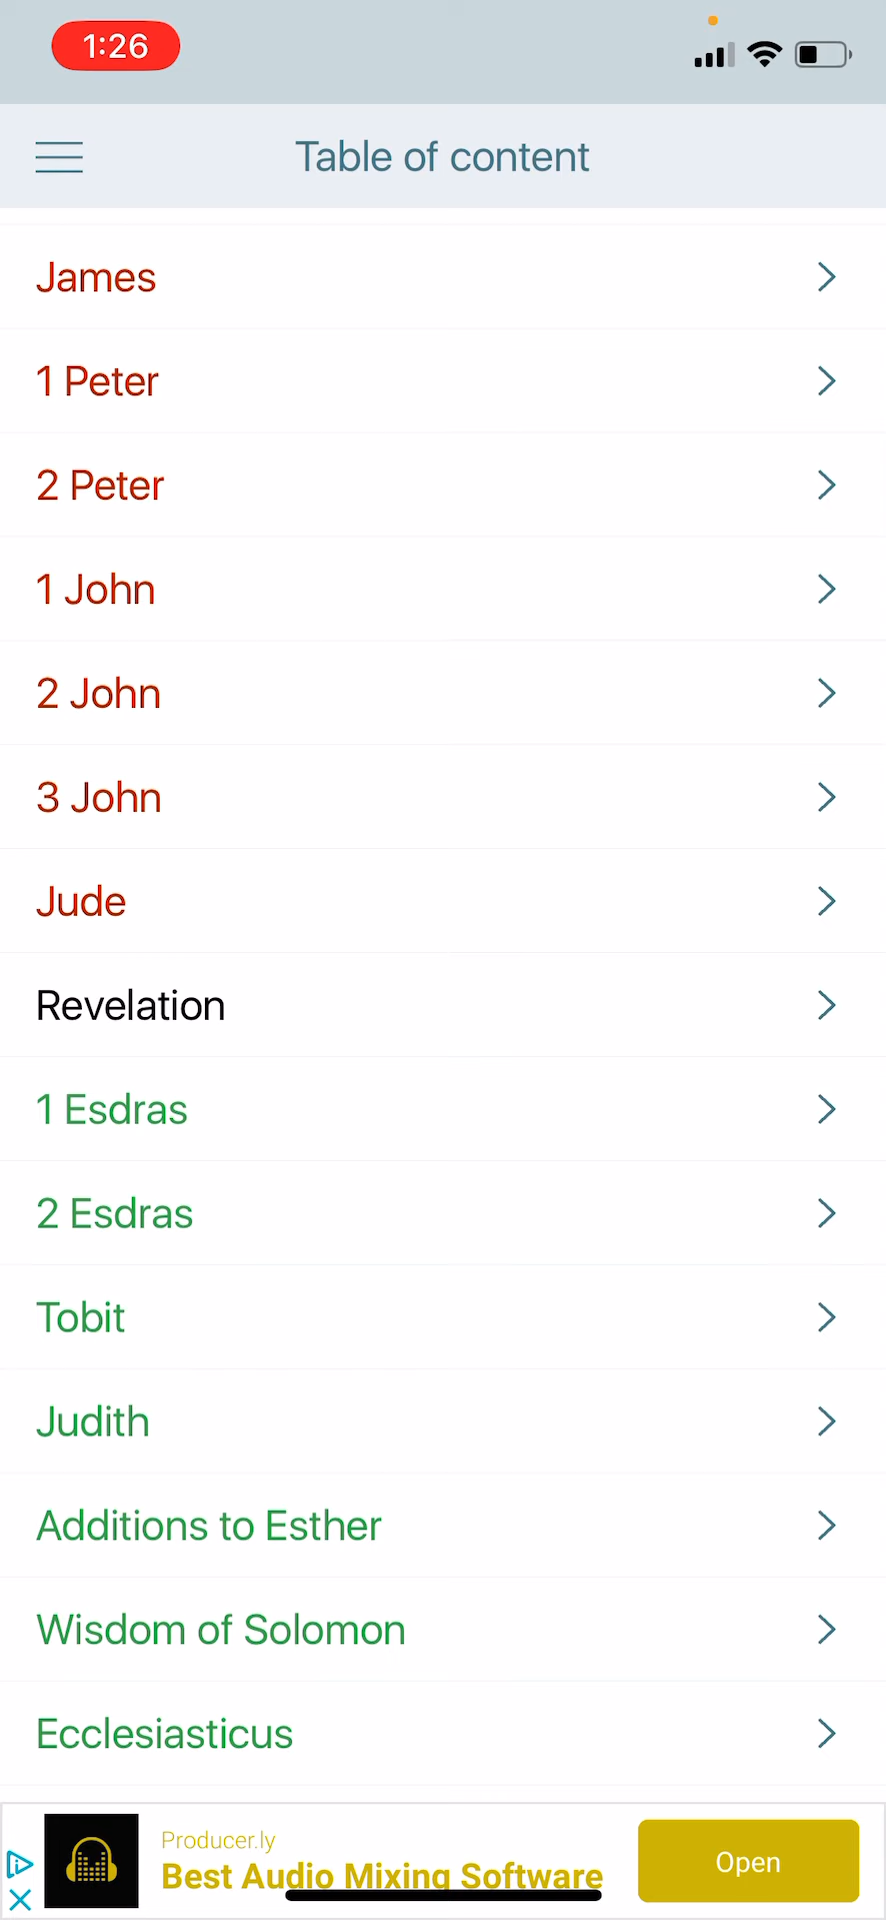 1:26
Table of content
James
1 Peter
2 Peter
1 John
2 John
3 John
Jude
Revelation
1 Esdras
2 Esdras
Tobit
Judith
Additions to Esther
Wisdom of Solomon
Ecclesiasticus
Producer.ly
Best Audio Mixing Software
Open